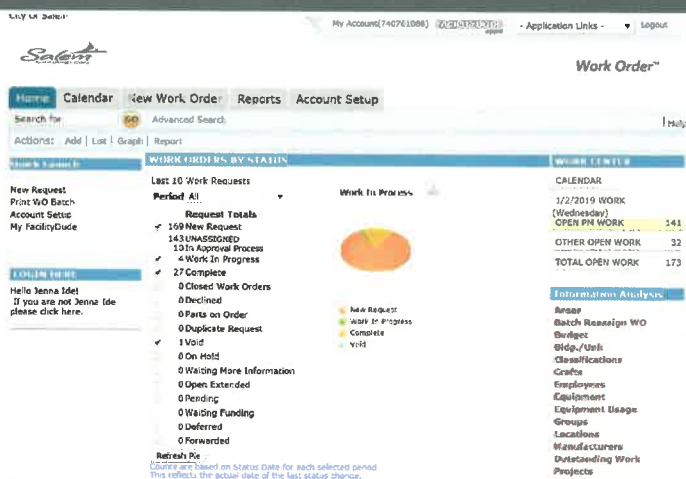 City Of Salem
My Account(740761088)
- Application Links -
Logout
Salem
Work Order™
Home Calendar New Work Order Reports Account Setup
Search for GO Advanced Search
Help
Actions: Add | List | Graph | Report
Quick Launch
New Request
Print WO Batch
Account Setup
My FacilityDude
LOGIN HERE
Hello Jenna Ide!
If you are not Jenna Ide
please click here.
WORK ORDERS BY STATUS
Last 10 Work Requests
Period All
Request Totals
169 New Request
143 UNASSIGNED
10 In Approval Process
4 Work In Progress
27 Complete
0 Closed Work Orders
0 Declined
0 Parts on Order
0 Duplicate Request
1 Void
0 On Hold
0 Waiting More Information
0 Open Extended
0 Pending
0 Waiting Funding
0 Deferred
0 Forwarded
Refresh Pie
Counts are based on Status Date for each selected period
This reflects the actual date of the last status change.
Work In Process
New Request
Work In Progress
Complete
Void
WORK CENTER
CALENDAR
1/2/2019 WORK
(Wednesday)
OPEN PM WORK 141
OTHER OPEN WORK 32
TOTAL OPEN WORK 173
Information Analysis
Areas
Batch Reassign WO
Budget
Bldg./Unit
Classifications
Crafts
Employees
Equipment
Equipment Usage
Groups
Locations
Manufacturers
Outstanding Work
Projects